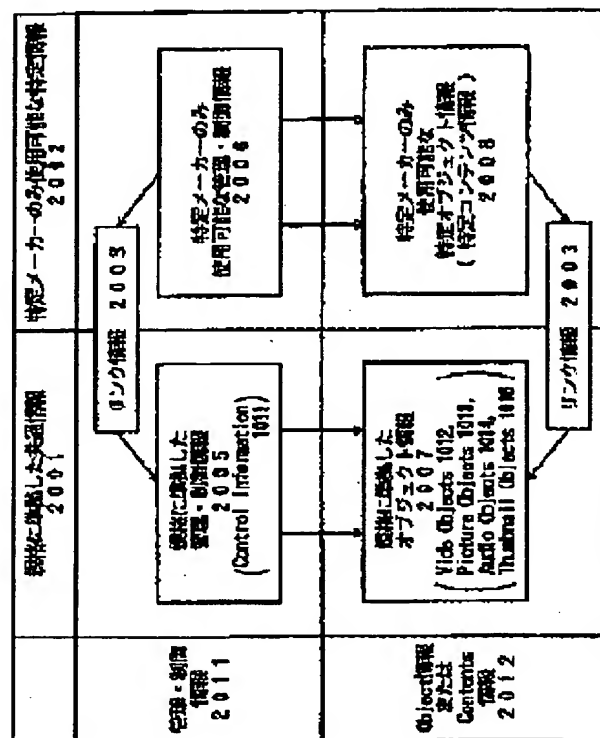 規格に準拠した共通情報
2001
特定メーカーのみ使用可能な特定情報
2012
管理・制御
情報
2011
リンク情報 2003
規格に準拠した
管理・制御情報
2005
(Control Information)
1011
特定メーカーのみ
使用可能な管理・制御情報
2006
Object情報
または
Contents
情報
2012
規格に準拠した
オブジェクト情報
2007
(Vido Objects 1012,
Picture Objects 1013,
Audio Objects 1014,
Thumbnail Objects 1016)
特定メーカーのみ
使用可能な
特定オブジェクト情報
(特定コンテンツ情報)
2008
リンク情報 2003